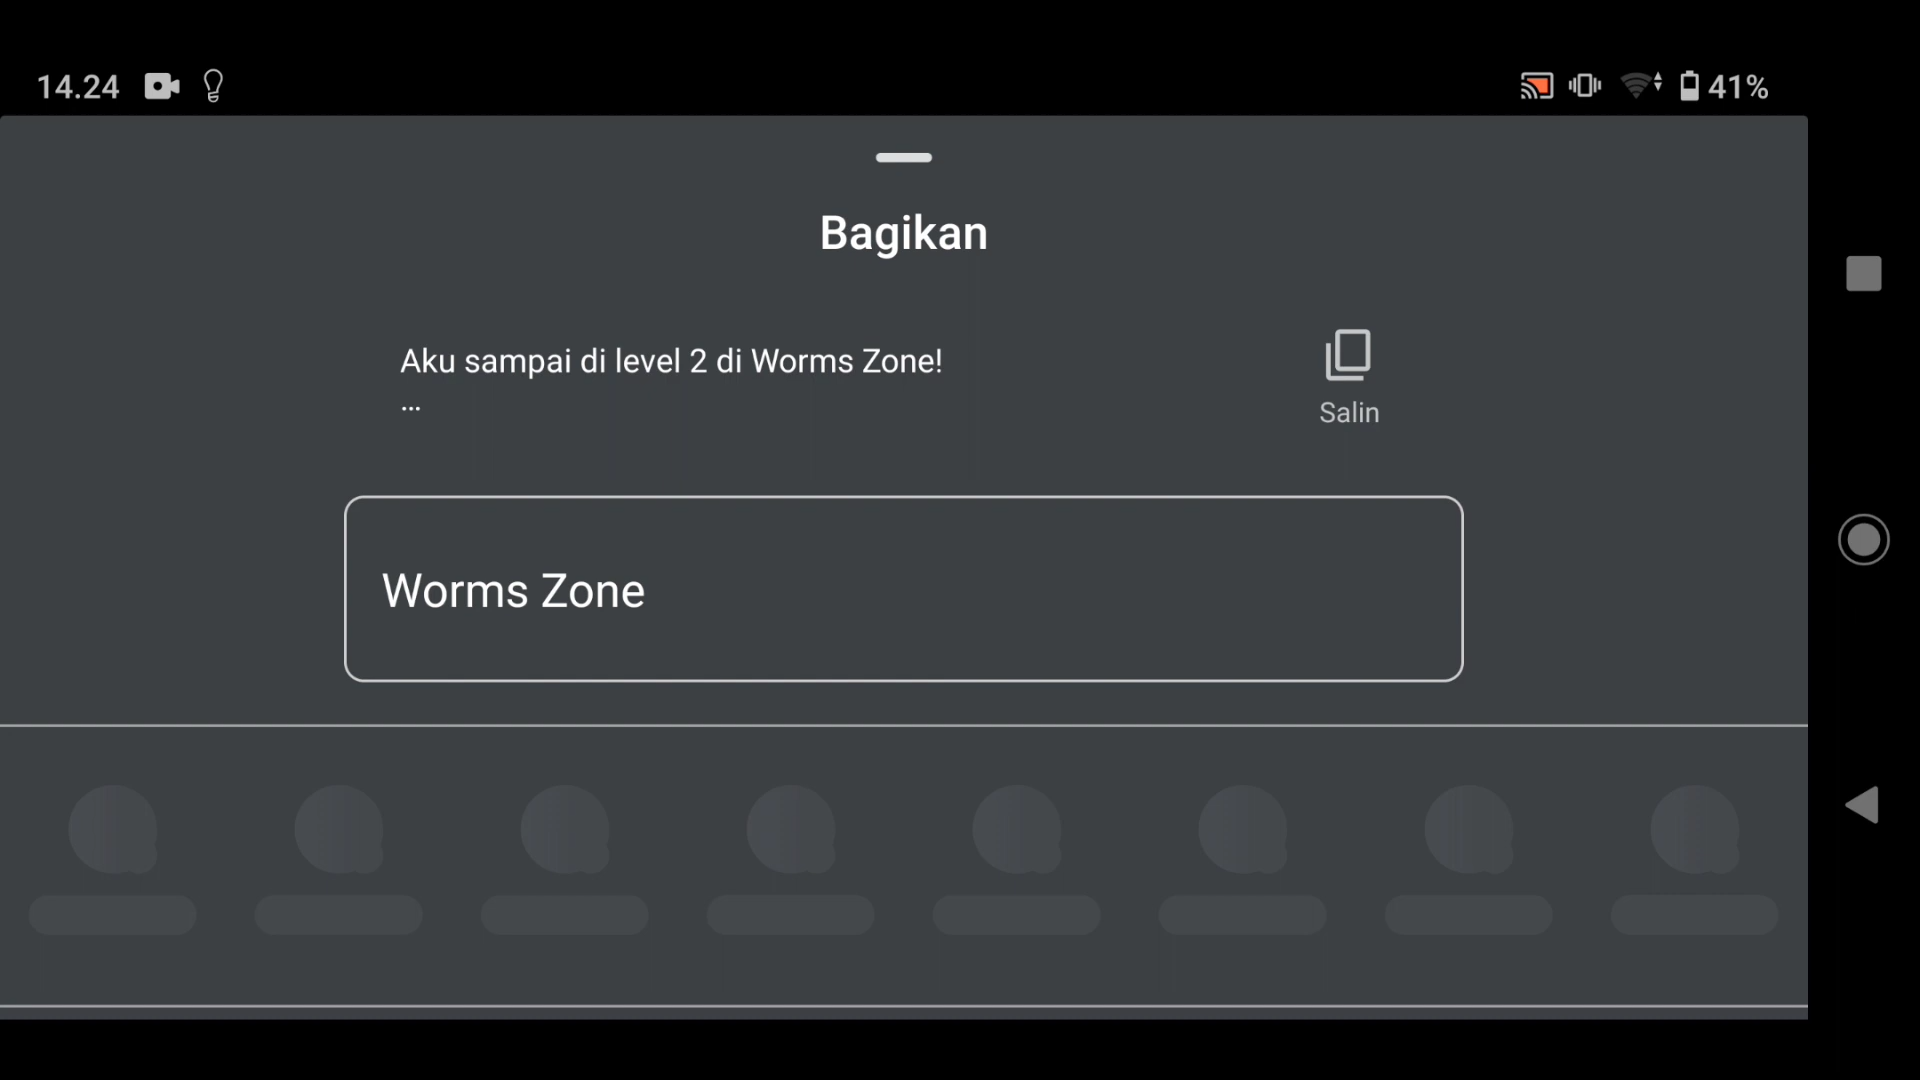 14.24
41%
Bagikan
Aku sampai di level 2 di Worms Zone!
...
Salin
Worms Zone